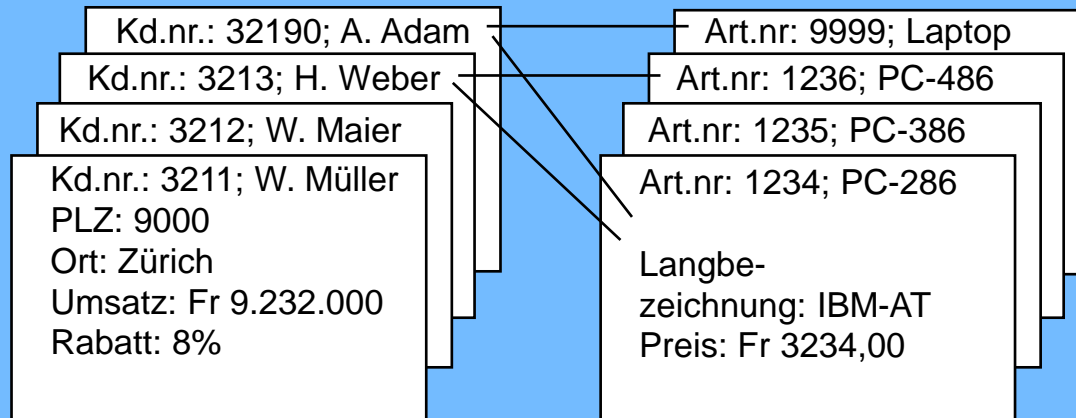 Kd.nr.: 32190; A. Adam
Kd.nr.: 3213; H. Weber
Kd.nr.: 3212; W. Maier
Kd.nr.: 3211; W. Müller
PLZ: 9000
Ort: Zürich
Umsatz: Fr 9.232.000
Rabatt: 8%
Art.nr: 9999; Laptop
Art.nr: 1236; PC-486
Art.nr: 1235; PC-386
Art.nr: 1234; PC-286
Langbe-
zeichnung: IBM-AT
Preis: Fr 3234,00